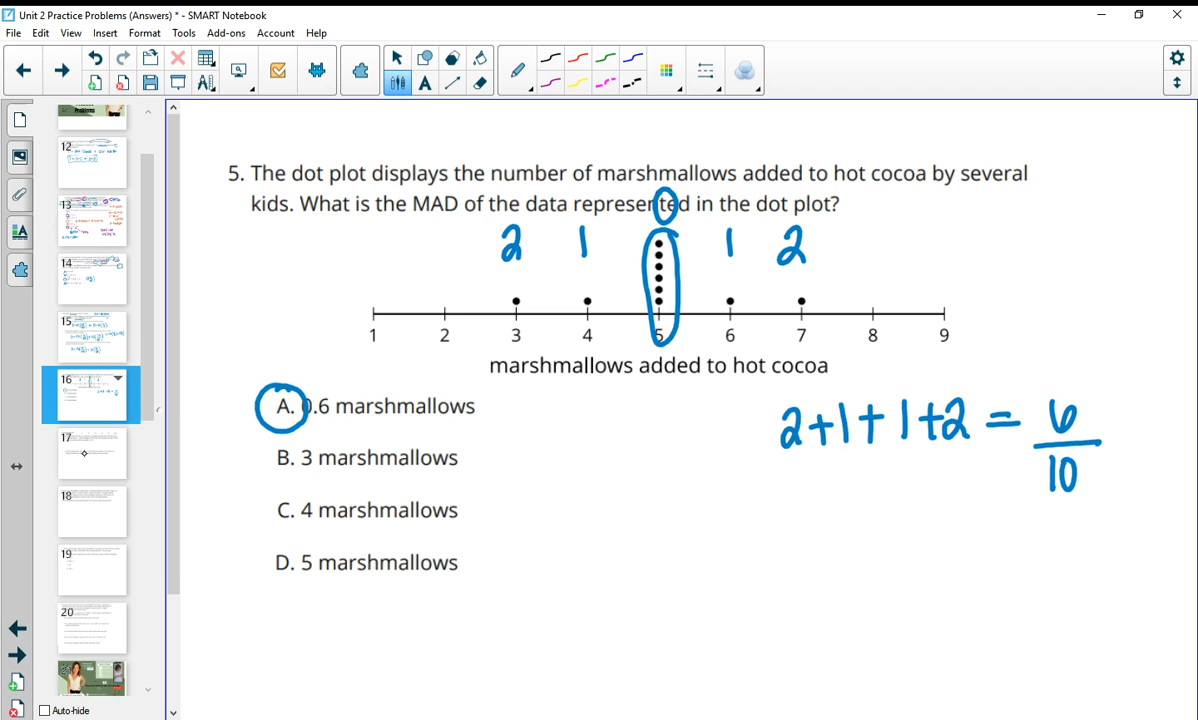 Unit 2 Practice Problems (Answers) * - SMART Notebook
File Edit View Insert Format Tools Add-ons Account Help
Problems
12
13
14
15
16
17
18
19
20
21
Auto-hide
5. The dot plot displays the number of marshmallows added to hot cocoa by several
kids. What is the MAD of the data represented in the dot plot?
0
2 1 1 2
1 2 3 4 5 6 7 8 9
marshmallows added to hot cocoa
A. 0.6 marshmallows
B. 3 marshmallows
C. 4 marshmallows
D. 5 marshmallows
2+1+1+2 = 6
10